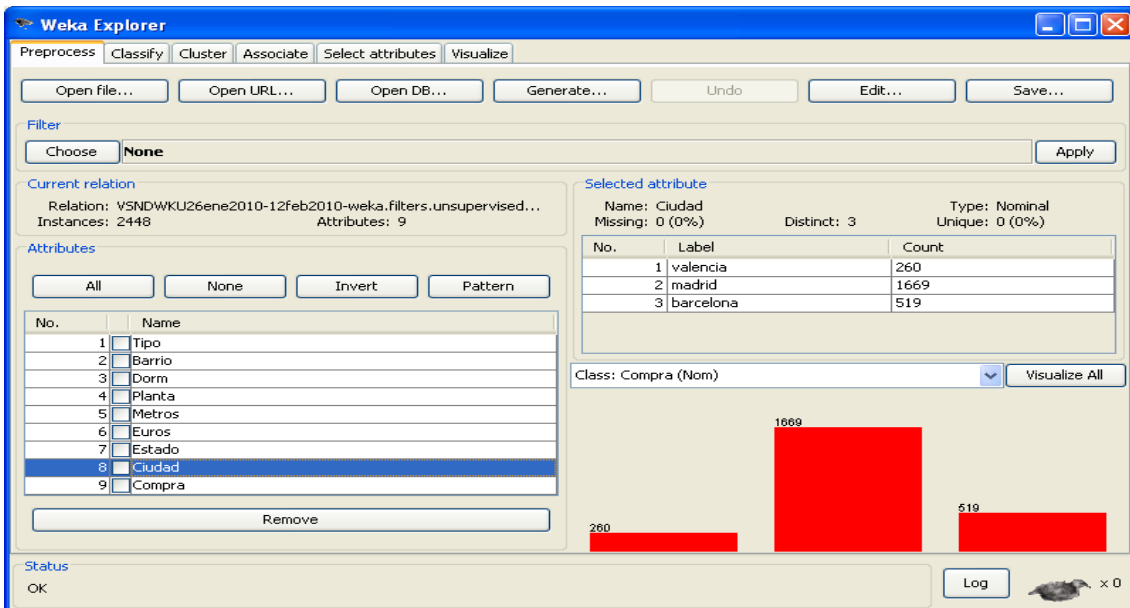 Weka Explorer
Preprocess Classify Cluster Associate Select attributes Visualize
Open file... Open URL... Open DB... Generate... Undo Edit... Save...
Filter
Choose None Apply
Current relation
Relation: VSNDWKU26ene2010-12feb2010-weka.filters.unsupervised...
Instances: 2448 Attributes: 9
Attributes
All None Invert Pattern
No. Name
1 Tipo
2 Barrio
3 Dorm
4 Planta
5 Metros
6 Euros
7 Estado
8 Ciudad
9 Compra
Remove
Selected attribute
Name: Ciudad Type: Nominal
Missing: 0 (0%) Distinct: 3 Unique: 0 (0%)
No. Label Count
1 valencia 260
2 madrid 1669
3 barcelona 519
Class: Compra (Nom) Visualize All
1669
519
260
Status
OK
Log x 0